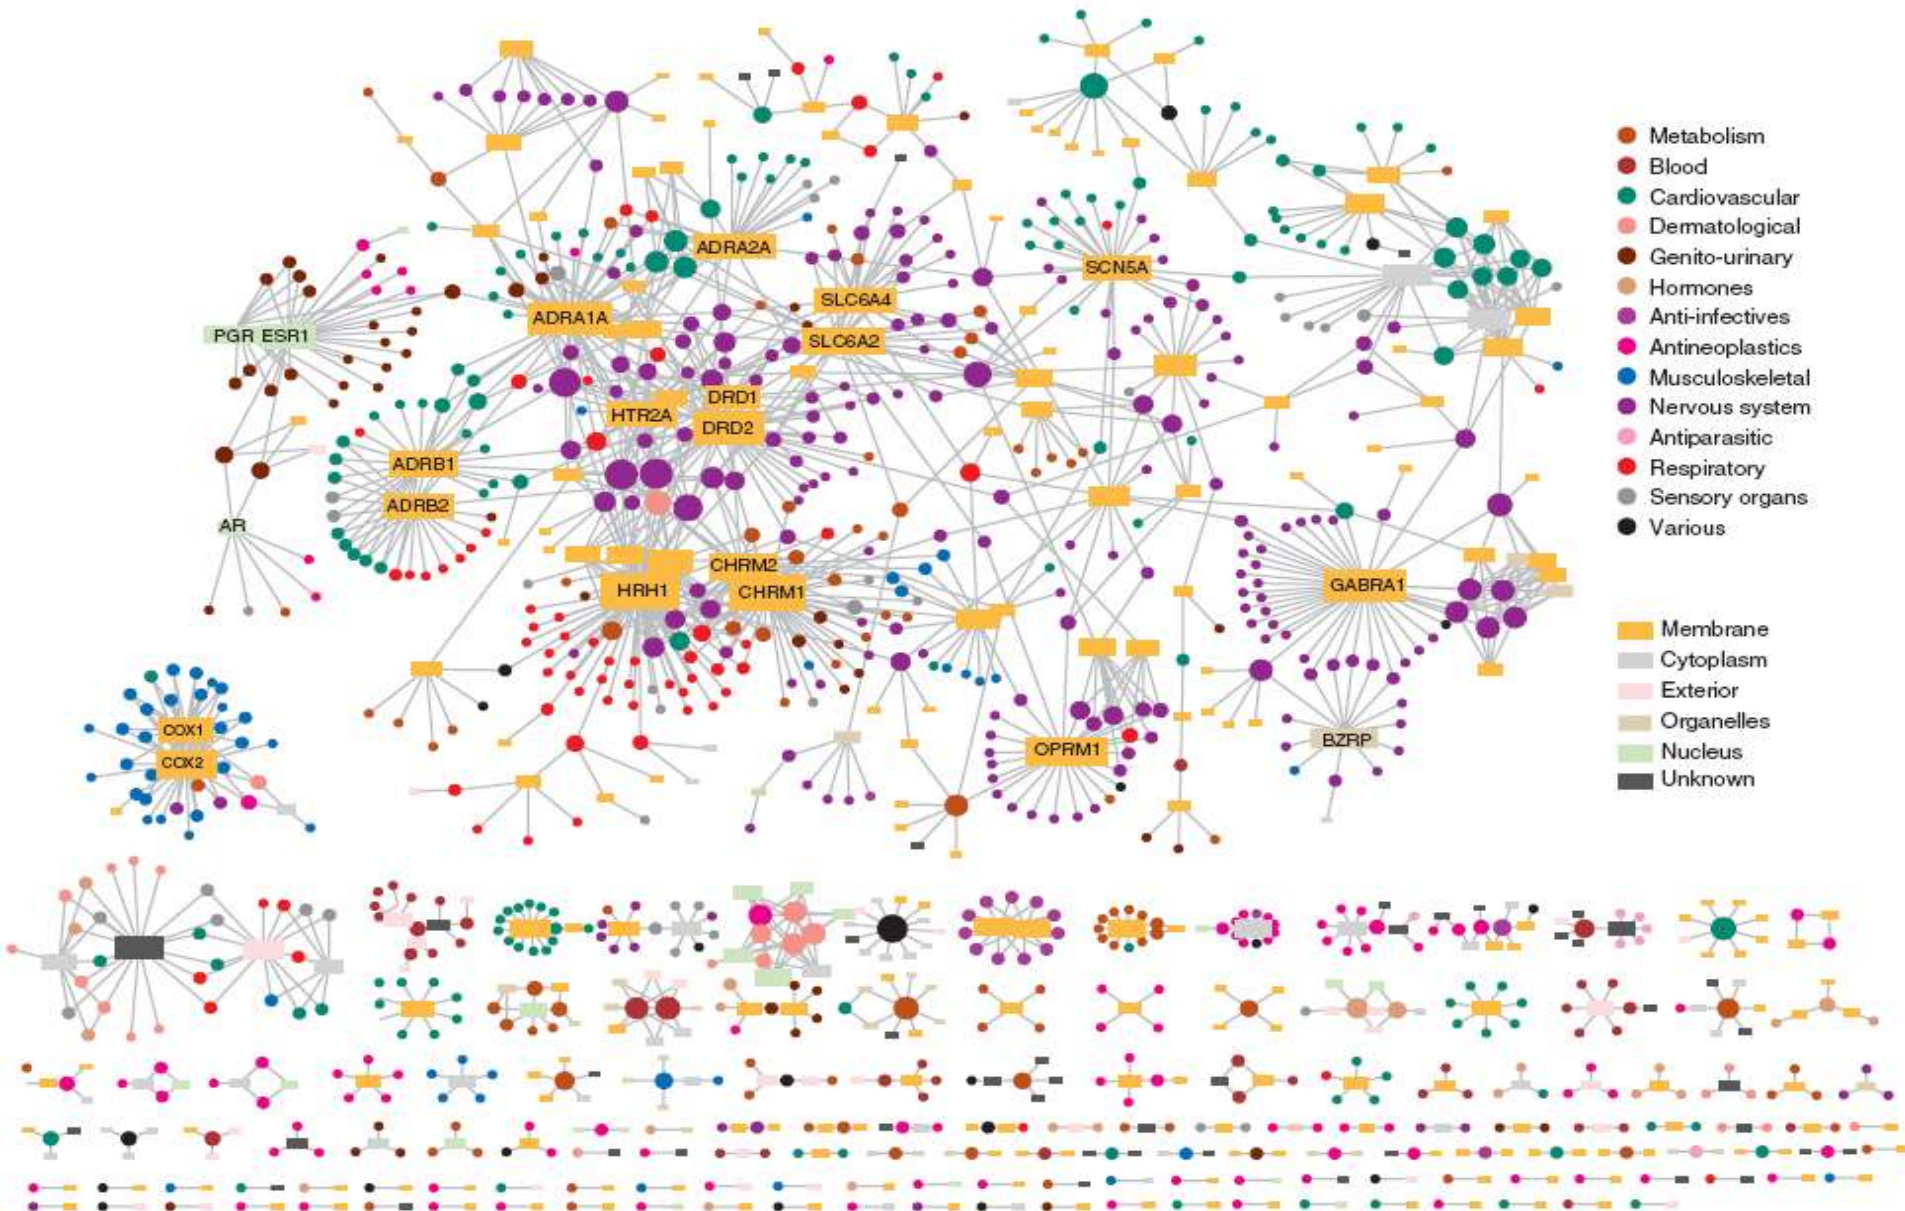 ADRA2A
SCN5A
SLC6A4
ADRA1A
PGR ESR1
SLC6A2
DRD1
HTR2A
DRD2
ADRB1
ADRB2
AR
CHRM2
HRH1
CHRM1
GABRA1
COX1
COX2
OPRM1
BZRP
Metabolism
Blood
Cardiovascular
Dermatological
Genito-urinary
Hormones
Anti-infectives
Antineoplastics
Musculoskeletal
Nervous system
Antiparasitic
Respiratory
Sensory organs
Various
Membrane
Cytoplasm
Exterior
Organelles
Nucleus
Unknown